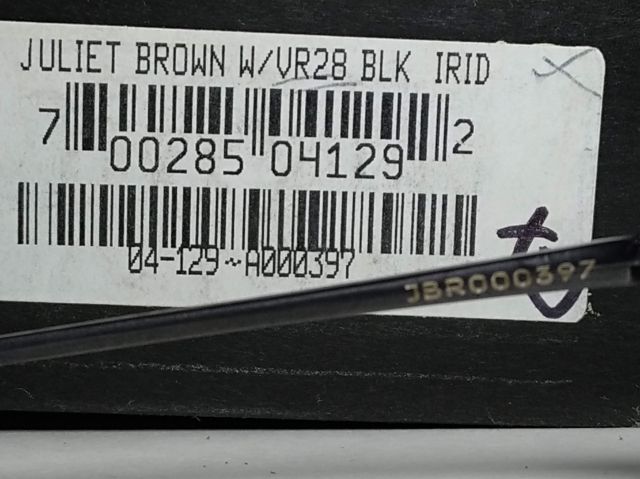 JULIET BROWN W/VR28 BLK IRID
7 00285 04129 2
04-129~A000397
JBR000397